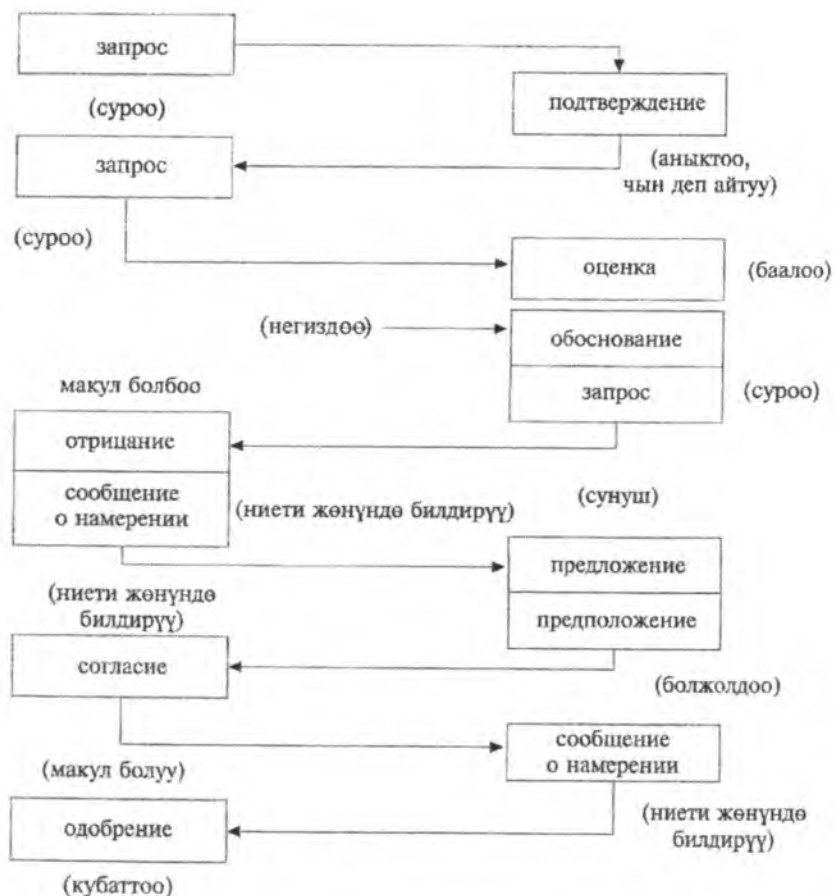 запрос
(суроо)
подтверждение
запрос
(аныктоо,
чын деп айтуу)
(суроо)
оценка
(баалоо)
(негиздөө)
обоснование
макул болбоо
запрос
(суроо)
отрицание
сообщение
о намерении
(ниети жөнүндө билдирүү)
(сунуш)
предложение
(ниети жөнүндө
билдирүү)
предположение
согласие
(болжолдоо)
сообщение
о намерении
(макул болуу)
одобрение
(ниети жөнүндө
билдирүү)
(кубаттоо)